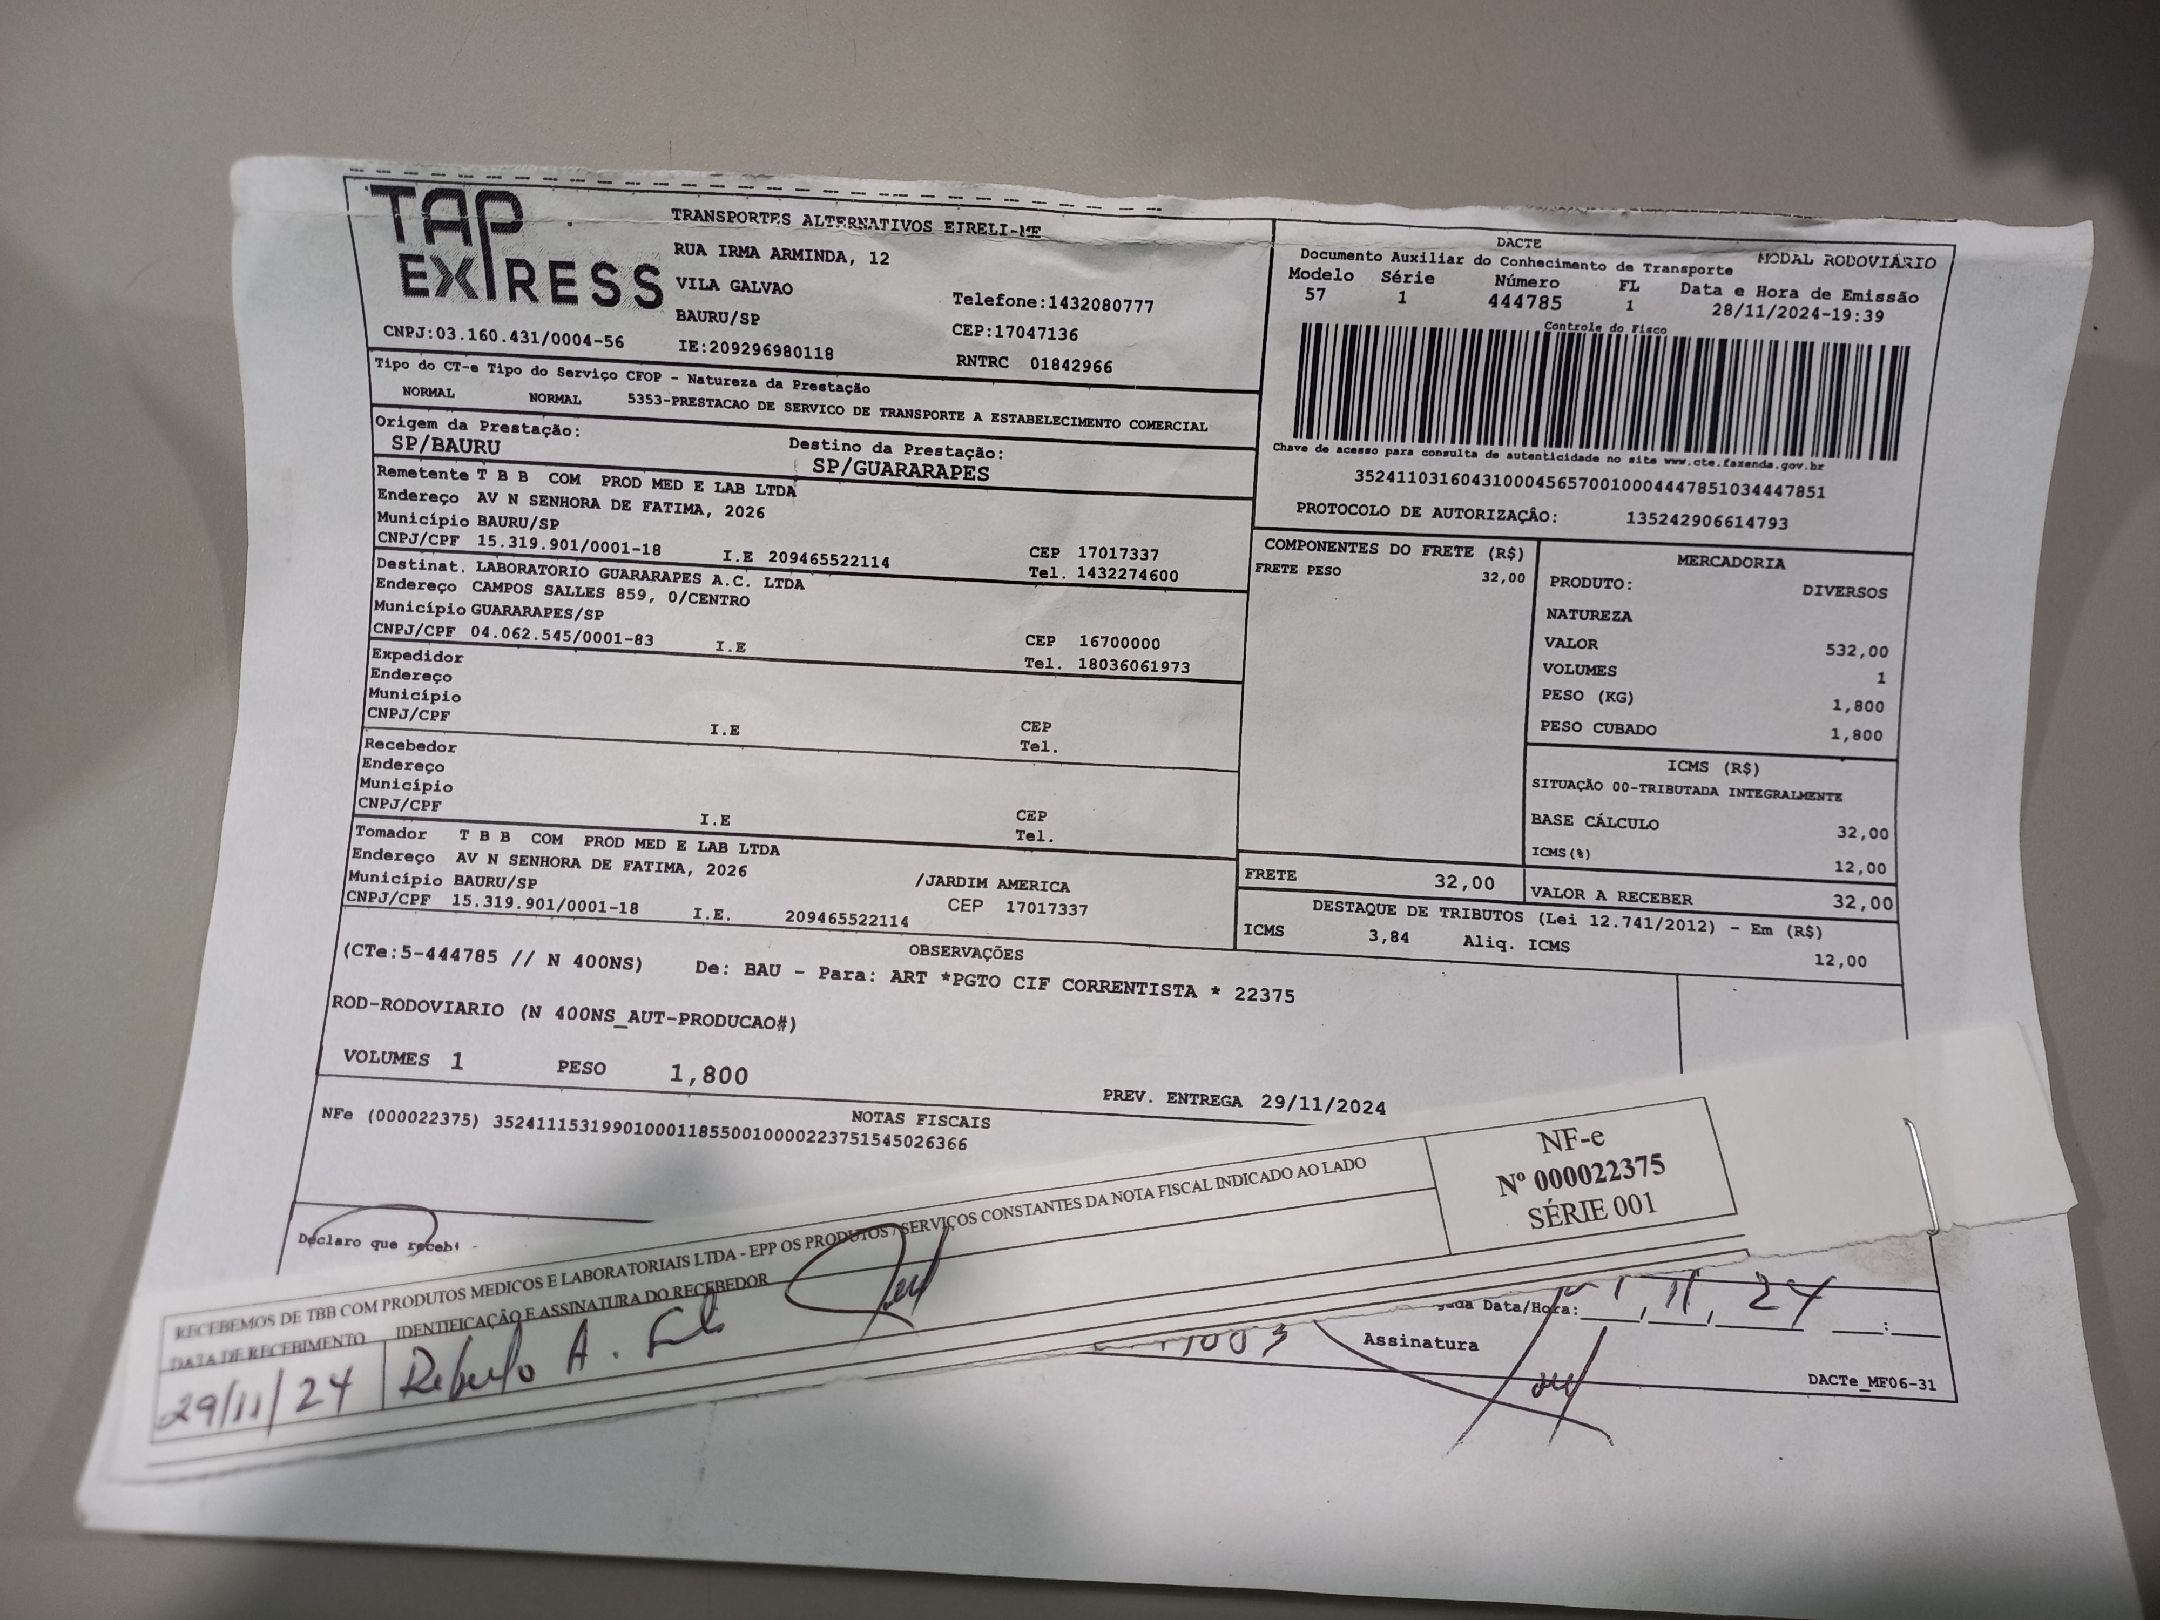 TAP EXPRESS
TRANSPORTES ALTERNATIVOS EIRELI-ME
RUA IRMA ARMINDA, 12
VILA GALVAO Telefone:1432080777
BAURU/SP CEP:17047136
CNPJ:03.160.431/0004-56 IE:209296980118 RNTRC 01842966
DACTE MODAL RODOVIÁRIO
Documento Auxiliar do Conhecimento de Transporte
Modelo Série Número FL Data e Hora de Emissão
57 1 444785 1 28/11/2024-19:39
Controle do Fisco
Chave de acesso para consulta de autenticidade no site www.cte.fazenda.gov.br
35241103160431000456570010004447851034447851
PROTOCOLO DE AUTORIZAÇÂO: 135242906614793
Tipo do CT-e Tipo do Serviço CFOP - Natureza da Prestação
NORMAL NORMAL 5353-PRESTACAO DE SERVICO DE TRANSPORTE A ESTABELECIMENTO COMERCIAL
Origem da Prestação: Destino da Prestação:
SP/BAURU SP/GUARARAPES
Remetente T B B COM PROD MED E LAB LTDA
Endereço AV N SENHORA DE FATIMA, 2026
Município BAURU/SP CEP 17017337
CNPJ/CPF 15.319.901/0001-18 I.E 209465522114 Tel. 1432274600
Destinat. LABORATORIO GUARARAPES A.C. LTDA
Endereço CAMPOS SALLES 859, 0/CENTRO
Município GUARARAPES/SP CEP 16700000
CNPJ/CPF 04.062.545/0001-83 I.E Tel. 18036061973
Expedidor
Endereço
Município CEP
CNPJ/CPF I.E Tel.
Recebedor
Endereço
Município CEP
CNPJ/CPF I.E Tel.
Tomador T B B COM PROD MED E LAB LTDA
Endereço AV N SENHORA DE FATIMA, 2026 /JARDIM AMERICA
Município BAURU/SP CEP 17017337
CNPJ/CPF 15.319.901/0001-18 I.E. 209465522114
COMPONENTES DO FRETE (R$)
FRETE PESO 32,00
MERCADORIA
PRODUTO: DIVERSOS
NATUREZA
VALOR 532,00
VOLUMES 1
PESO (KG) 1,800
PESO CUBADO 1,800
ICMS (R$)
SITUAÇÃO 00-TRIBUTADA INTEGRALMENTE
BASE CÁLCULO 32,00
ICMS(%) 12,00
FRETE 32,00 VALOR A RECEBER 32,00
DESTAQUE DE TRIBUTOS (Lei 12.741/2012) - Em (R$)
ICMS 3,84 Aliq. ICMS 12,00
OBSERVAÇÕES
(CTe:5-444785 // N 400NS) De: BAU - Para: ART *PGTO CIF CORRENTISTA * 22375
ROD-RODOVIARIO (N 400NS_AUT-PRODUCAO#)
VOLUMES 1 PESO 1,800 PREV. ENTREGA 29/11/2024
NOTAS FISCAIS
NFe (000022375) 35241115319901000118550010000223751545026366
Declaro que recebi
RECEBEMOS DE TBB COM PRODUTOS MEDICOS E LABORATORIAIS LTDA - EPP OS PRODUTOS / SERVIÇOS CONSTANTES DA NOTA FISCAL INDICADO AO LADO
DATA DE RECEBIMENTO IDENTIFICAÇÃO E ASSINATURA DO RECEBEDOR
29/11/24
NF-e
Nº 000022375
SÉRIE 001
Data/Hora: 11, 24 :
Assinatura
DACTe_MF06-31